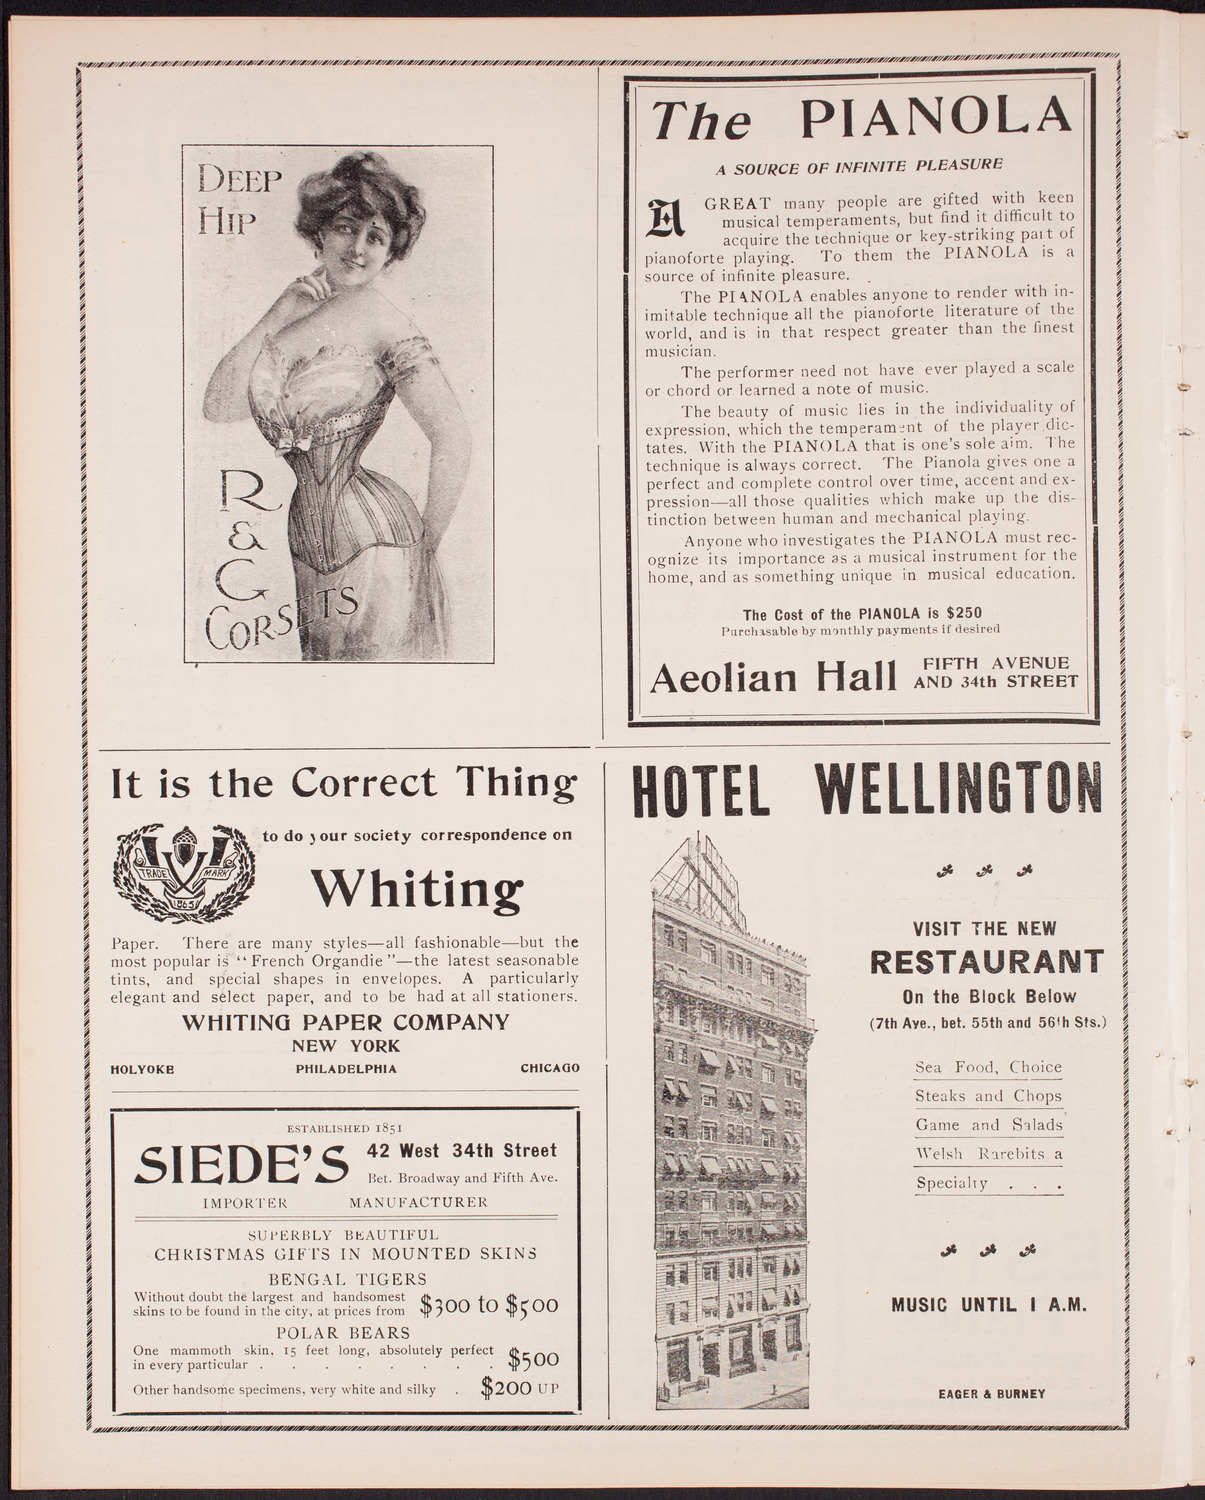 DEEP
HIP
R
&
G
CORSETS
The PIANOLA
A SOURCE OF INFINITE PLEASURE
A GREAT many people are gifted with keen
musical temperaments, but find it difficult to
acquire the technique or key-striking part of
pianoforte playing. To them the PIANOLA is a
source of infinite pleasure.
The PIANOLA enables anyone to render with in-
imitable technique all the pianoforte literature of the
world, and is in that respect greater than the finest
musician.
The performer need not have ever played a scale
or chord or learned a note of music.
The beauty of music lies in the individuality of
expression, which the temperament of the player dic-
tates. With the PIANOLA that is one's sole aim. The
technique is always correct. The Pianola gives one a
perfect and complete control over time, accent and ex-
pression—all those qualities which make up the dis-
tinction between human and mechanical playing.
Anyone who investigates the PIANOLA must rec-
ognize its importance as a musical instrument for the
home, and as something unique in musical education.
The Cost of the PIANOLA is $250
Purchasable by monthly payments if desired
Aeolian Hall FIFTH AVENUE
AND 34th STREET
It is the Correct Thing
to do your society correspondence on
TRADE MARK
1865
Whiting
Paper. There are many styles—all fashionable—but the
most popular is "French Organdie"—the latest seasonable
tints, and special shapes in envelopes. A particularly
elegant and select paper, and to be had at all stationers.
WHITING PAPER COMPANY
NEW YORK
HOLYOKE PHILADELPHIA CHICAGO
ESTABLISHED 1851
SIEDE'S 42 West 34th Street
Bet. Broadway and Fifth Ave.
IMPORTER MANUFACTURER
SUPERBLY BEAUTIFUL
CHRISTMAS GIFTS IN MOUNTED SKINS
BENGAL TIGERS
Without doubt the largest and handsomest
skins to be found in the city, at prices from $300 to $500
POLAR BEARS
One mammoth skin, 15 feet long, absolutely perfect
in every particular . . . . . . . . $500
Other handsome specimens, very white and silky . $200 UP
HOTEL WELLINGTON
VISIT THE NEW
RESTAURANT
On the Block Below
(7th Ave., bet. 55th and 56th Sts.)
Sea Food, Choice
Steaks and Chops
Game and Salads
Welsh Rarebits a
Specialty . . .
MUSIC UNTIL 1 A.M.
EAGER & BURNEY